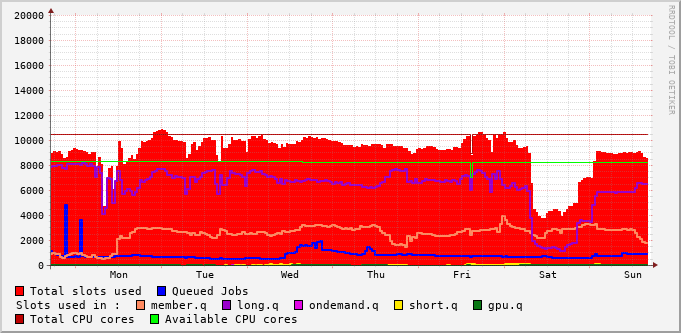 20000
18000
16000
14000
12000
10000
8000
6000
4000
2000
0
Mon Tue Wed Thu Fri Sat Sun
RRDTOOL / TOBI OETIKER
Total slots used Queued Jobs
Slots used in : member.q long.q ondemand.q short.q gpu.q
Total CPU cores Available CPU cores